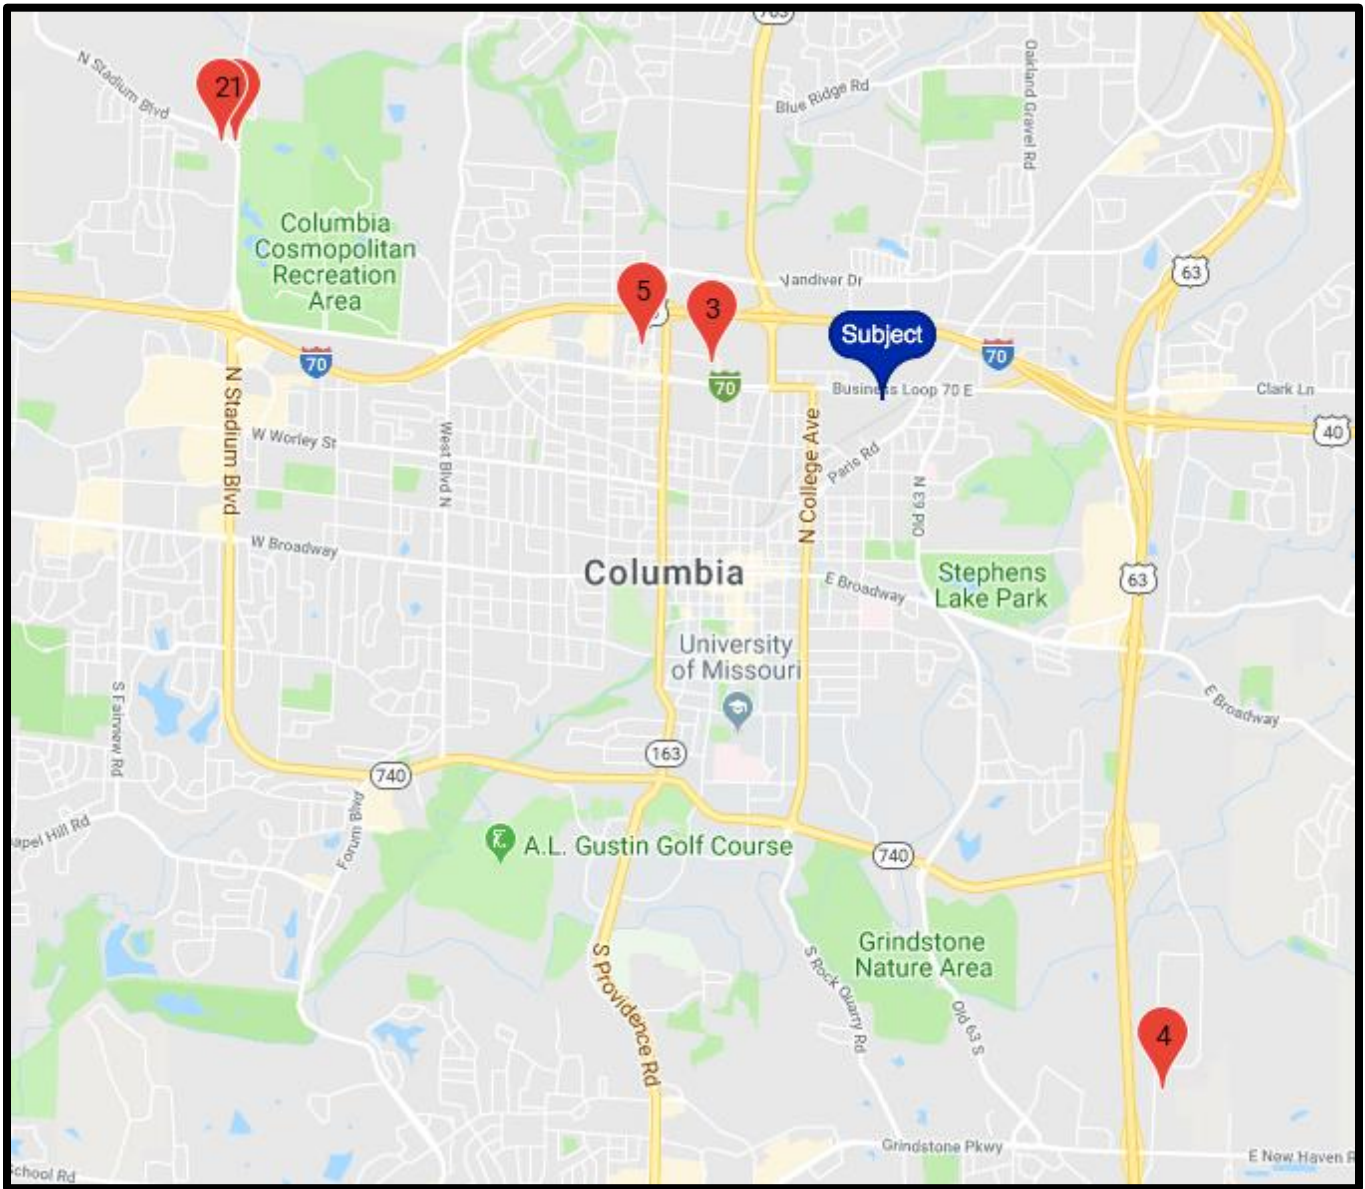 763
N Stadium Blvd
21
Blue Ridge Rd
Oakland Gravel Rd
Columbia
Cosmopolitan
Recreation
Area
63
Vandiver Dr
5
3
Subject
70
70
70
Business Loop 70 E
Clark Ln
40
N Stadium Blvd
W Worley St
West Blvd N
N College Ave
Paris Rd
Old 63 N
W Broadway
Columbia
E Broadway
Stephens
Lake Park
63
University
of Missouri
S Fairview Rd
E Broadway
163
740
Forum Blvd
A.L. Gustin Golf Course
740
Grindstone
Nature Area
S Providence Rd
S Rock Quarry Rd
Old 63 S
4
Grindstone Pkwy
E New Haven R
School Rd